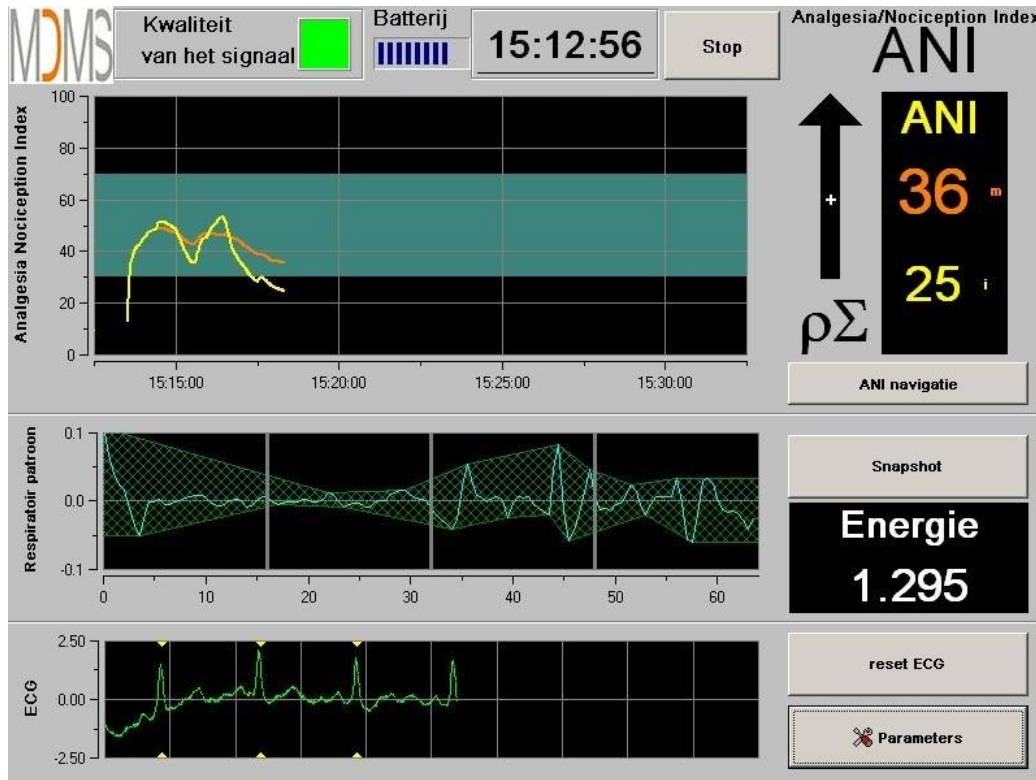 MDMS
Kwaliteit
van het signaal
Batterij
15:12:56
Stop
Analgesia/Nociception Index
ANI
Analgesia Nociception Index
100
80
60
40
20
0
15:15:00
15:20:00
15:25:00
15:30:00
+
ρΣ
ANI
36 m
25 i
ANI navigatie
Respiratoir patroon
0.1
0.0
-0.1
0
10
20
30
40
50
60
Snapshot
Energie
1.295
ECG
2.50
0.00
-2.50
reset ECG
Parameters